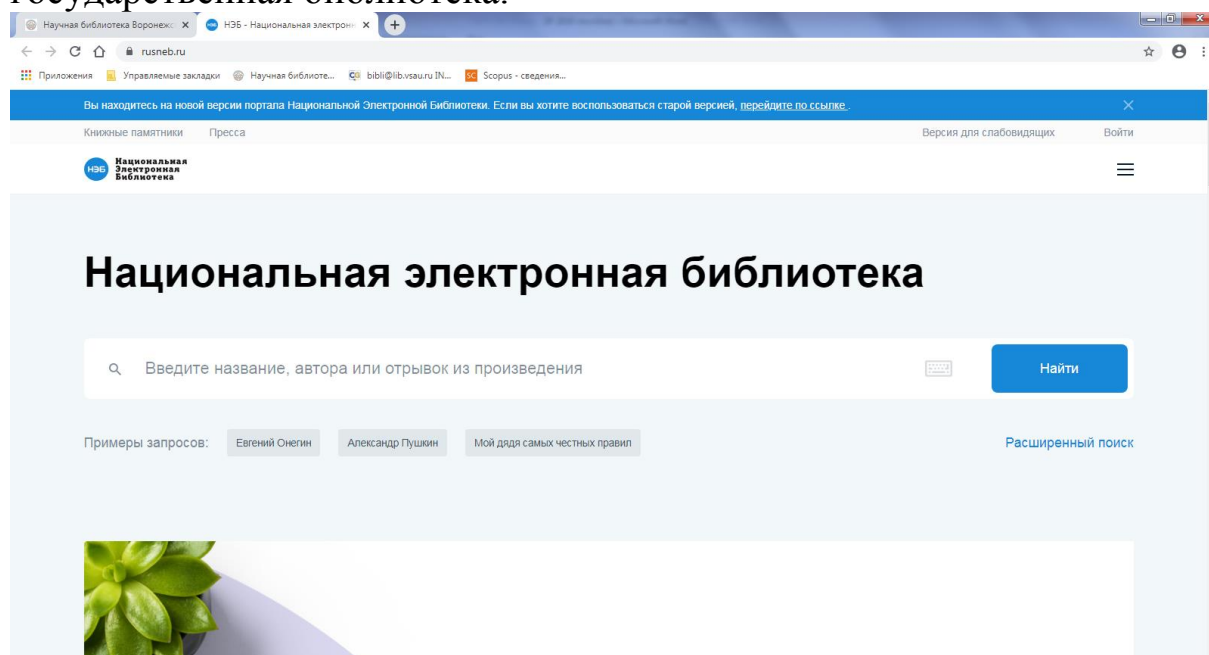 государственная библиотека.
Научная библиотека Воронежс
НЭБ - Национальная электрон
rusneb.ru
Приложения Управляемые закладки Научная библиоте... bibli@lib.vsau.ru IN... Scopus - сведения...
Вы находитесь на новой версии портала Национальной Электронной Библиотеки. Если вы хотите воспользоваться старой версией, перейдите по ссылке .
Книжные памятники Пресса Версия для слабовидящих Войти
нэб Национальная
Электронная
Библиотека
Национальная электронная библиотека
Введите название, автора или отрывок из произведения Найти
Примеры запросов: Евгений Онегин Александр Пушкин Мой дядя самых честных правил Расширенный поиск